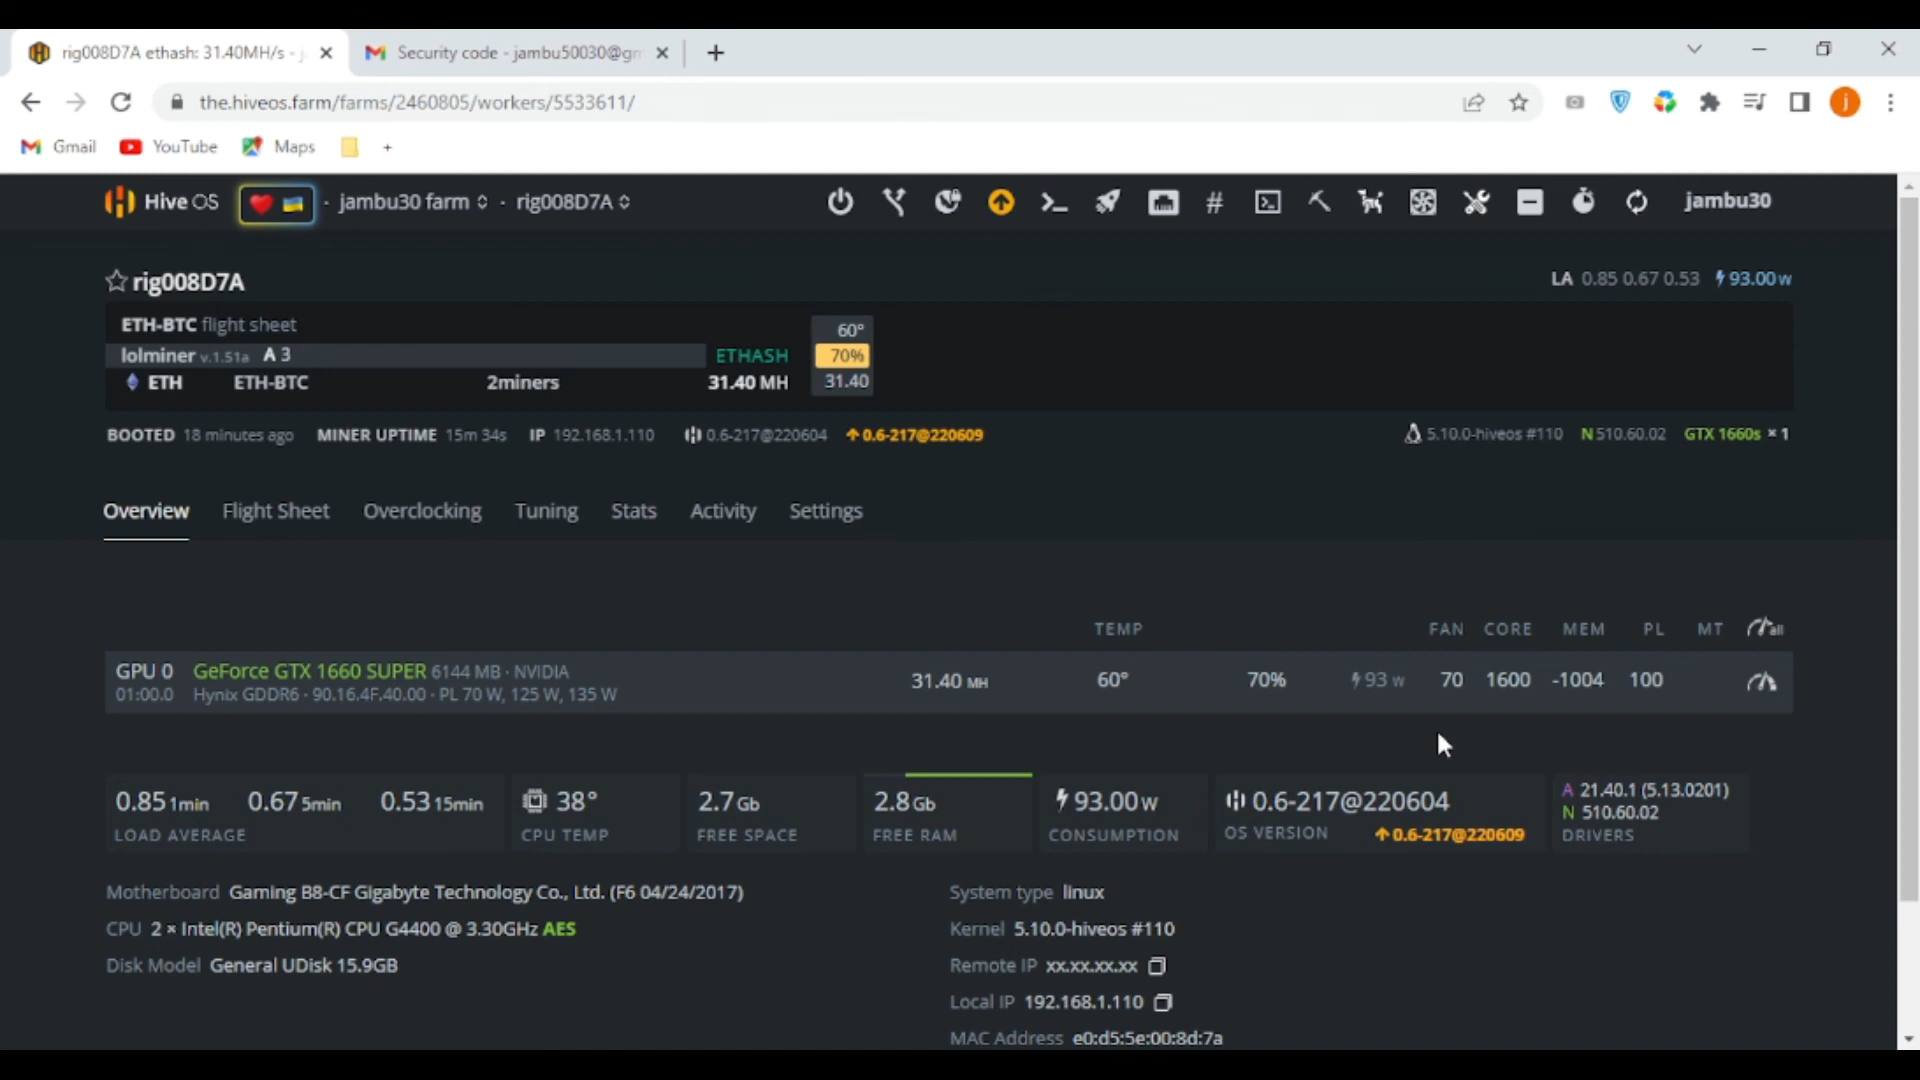 rig008D7A ethash: 31.40MH/s - j
Security code - jambu50030@gm
the.hiveos.farm/farms/2460805/workers/5533611/
j
Gmail YouTube Maps +
Hive OS · jambu30 farm · rig008D7A # jambu30
rig008D7A LA 0.85 0.67 0.53 93.00 w
ETH-BTC flight sheet 60°
lolminer v.1.51a A 3 ETHASH 70%
ETH ETH-BTC 2miners 31.40 MH 31.40
BOOTED 18 minutes ago MINER UPTIME 15m 34s IP 192.168.1.110 0.6-217@220604 0.6-217@220609 5.10.0-hiveos #110 N 510.60.02 GTX 1660s × 1
Overview Flight Sheet Overclocking Tuning Stats Activity Settings
TEMP FAN CORE MEM PL MT all
GPU 0 GeForce GTX 1660 SUPER 6144 MB · NVIDIA
01:00.0 Hynix GDDR6 · 90.16.4F.40.00 · PL 70 W, 125 W, 135 W
31.40 MH 60° 70% 93 w 70 1600 -1004 100
0.85 1min 0.67 5min 0.53 15min
LOAD AVERAGE
38°
CPU TEMP
2.7 Gb
FREE SPACE
2.8 Gb
FREE RAM
93.00 w
CONSUMPTION
0.6-217@220604
OS VERSION 0.6-217@220609
A 21.40.1 (5.13.0201)
N 510.60.02
DRIVERS
Motherboard Gaming B8-CF Gigabyte Technology Co., Ltd. (F6 04/24/2017)
CPU 2 × Intel(R) Pentium(R) CPU G4400 @ 3.30GHz AES
Disk Model General UDisk 15.9GB
System type linux
Kernel 5.10.0-hiveos #110
Remote IP xx.xx.xx.xx
Local IP 192.168.1.110
MAC Address e0:d5:5e:00:8d:7a